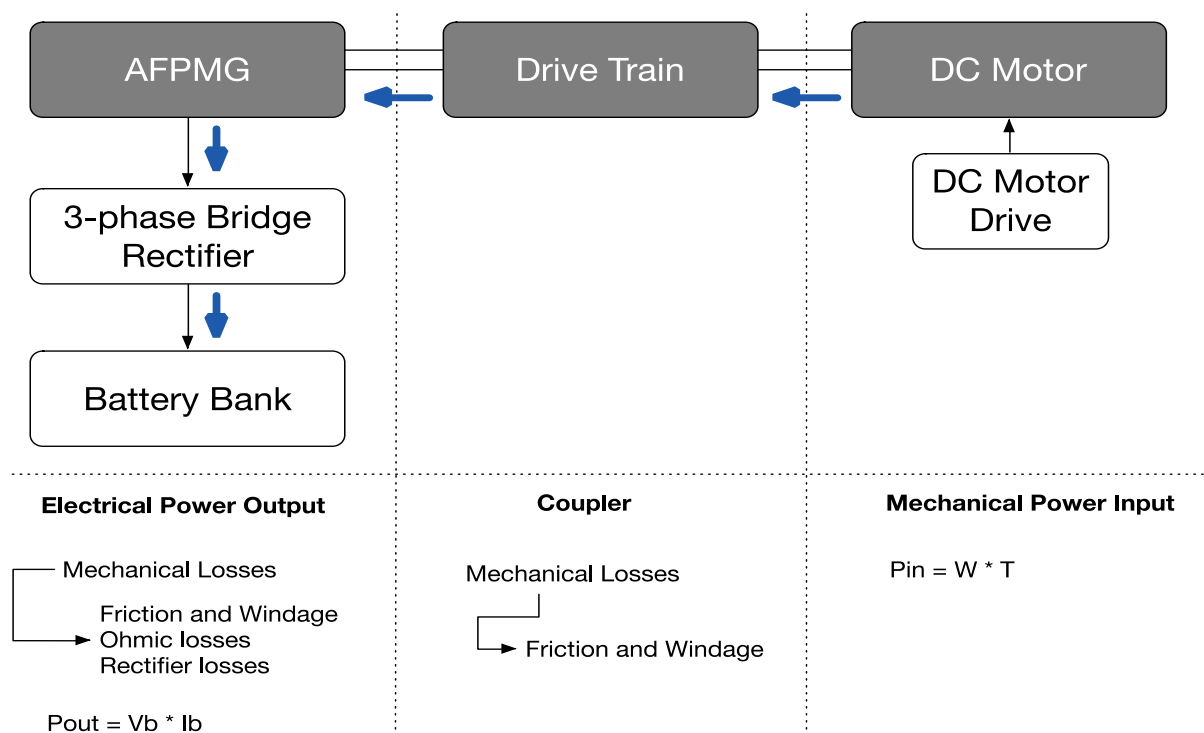 AFPMG
Drive Train
DC Motor
DC Motor
Drive
3-phase Bridge
Rectifier
Battery Bank
Electrical Power Output
Mechanical Losses
Friction and Windage
Ohmic losses
Rectifier losses
Pout = Vb * Ib
Coupler
Mechanical Losses
Friction and Windage
Mechanical Power Input
Pin = W * T